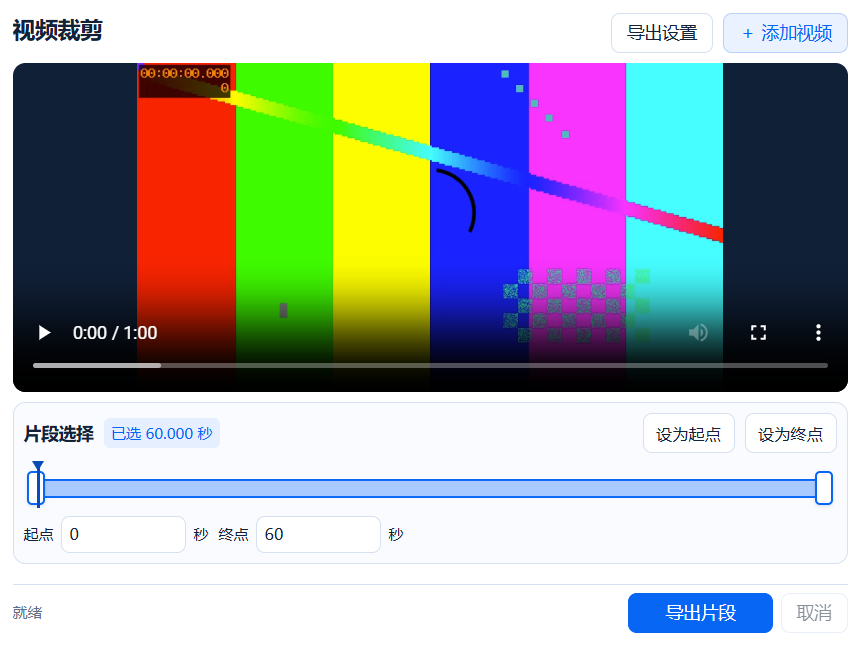 视频裁剪
导出设置
+ 添加视频
00:00:00.000
0
0:00 / 1:00
片段选择
已选 60.000 秒
设为起点
设为终点
起点 0 秒 终点 60 秒
就绪
导出片段
取消